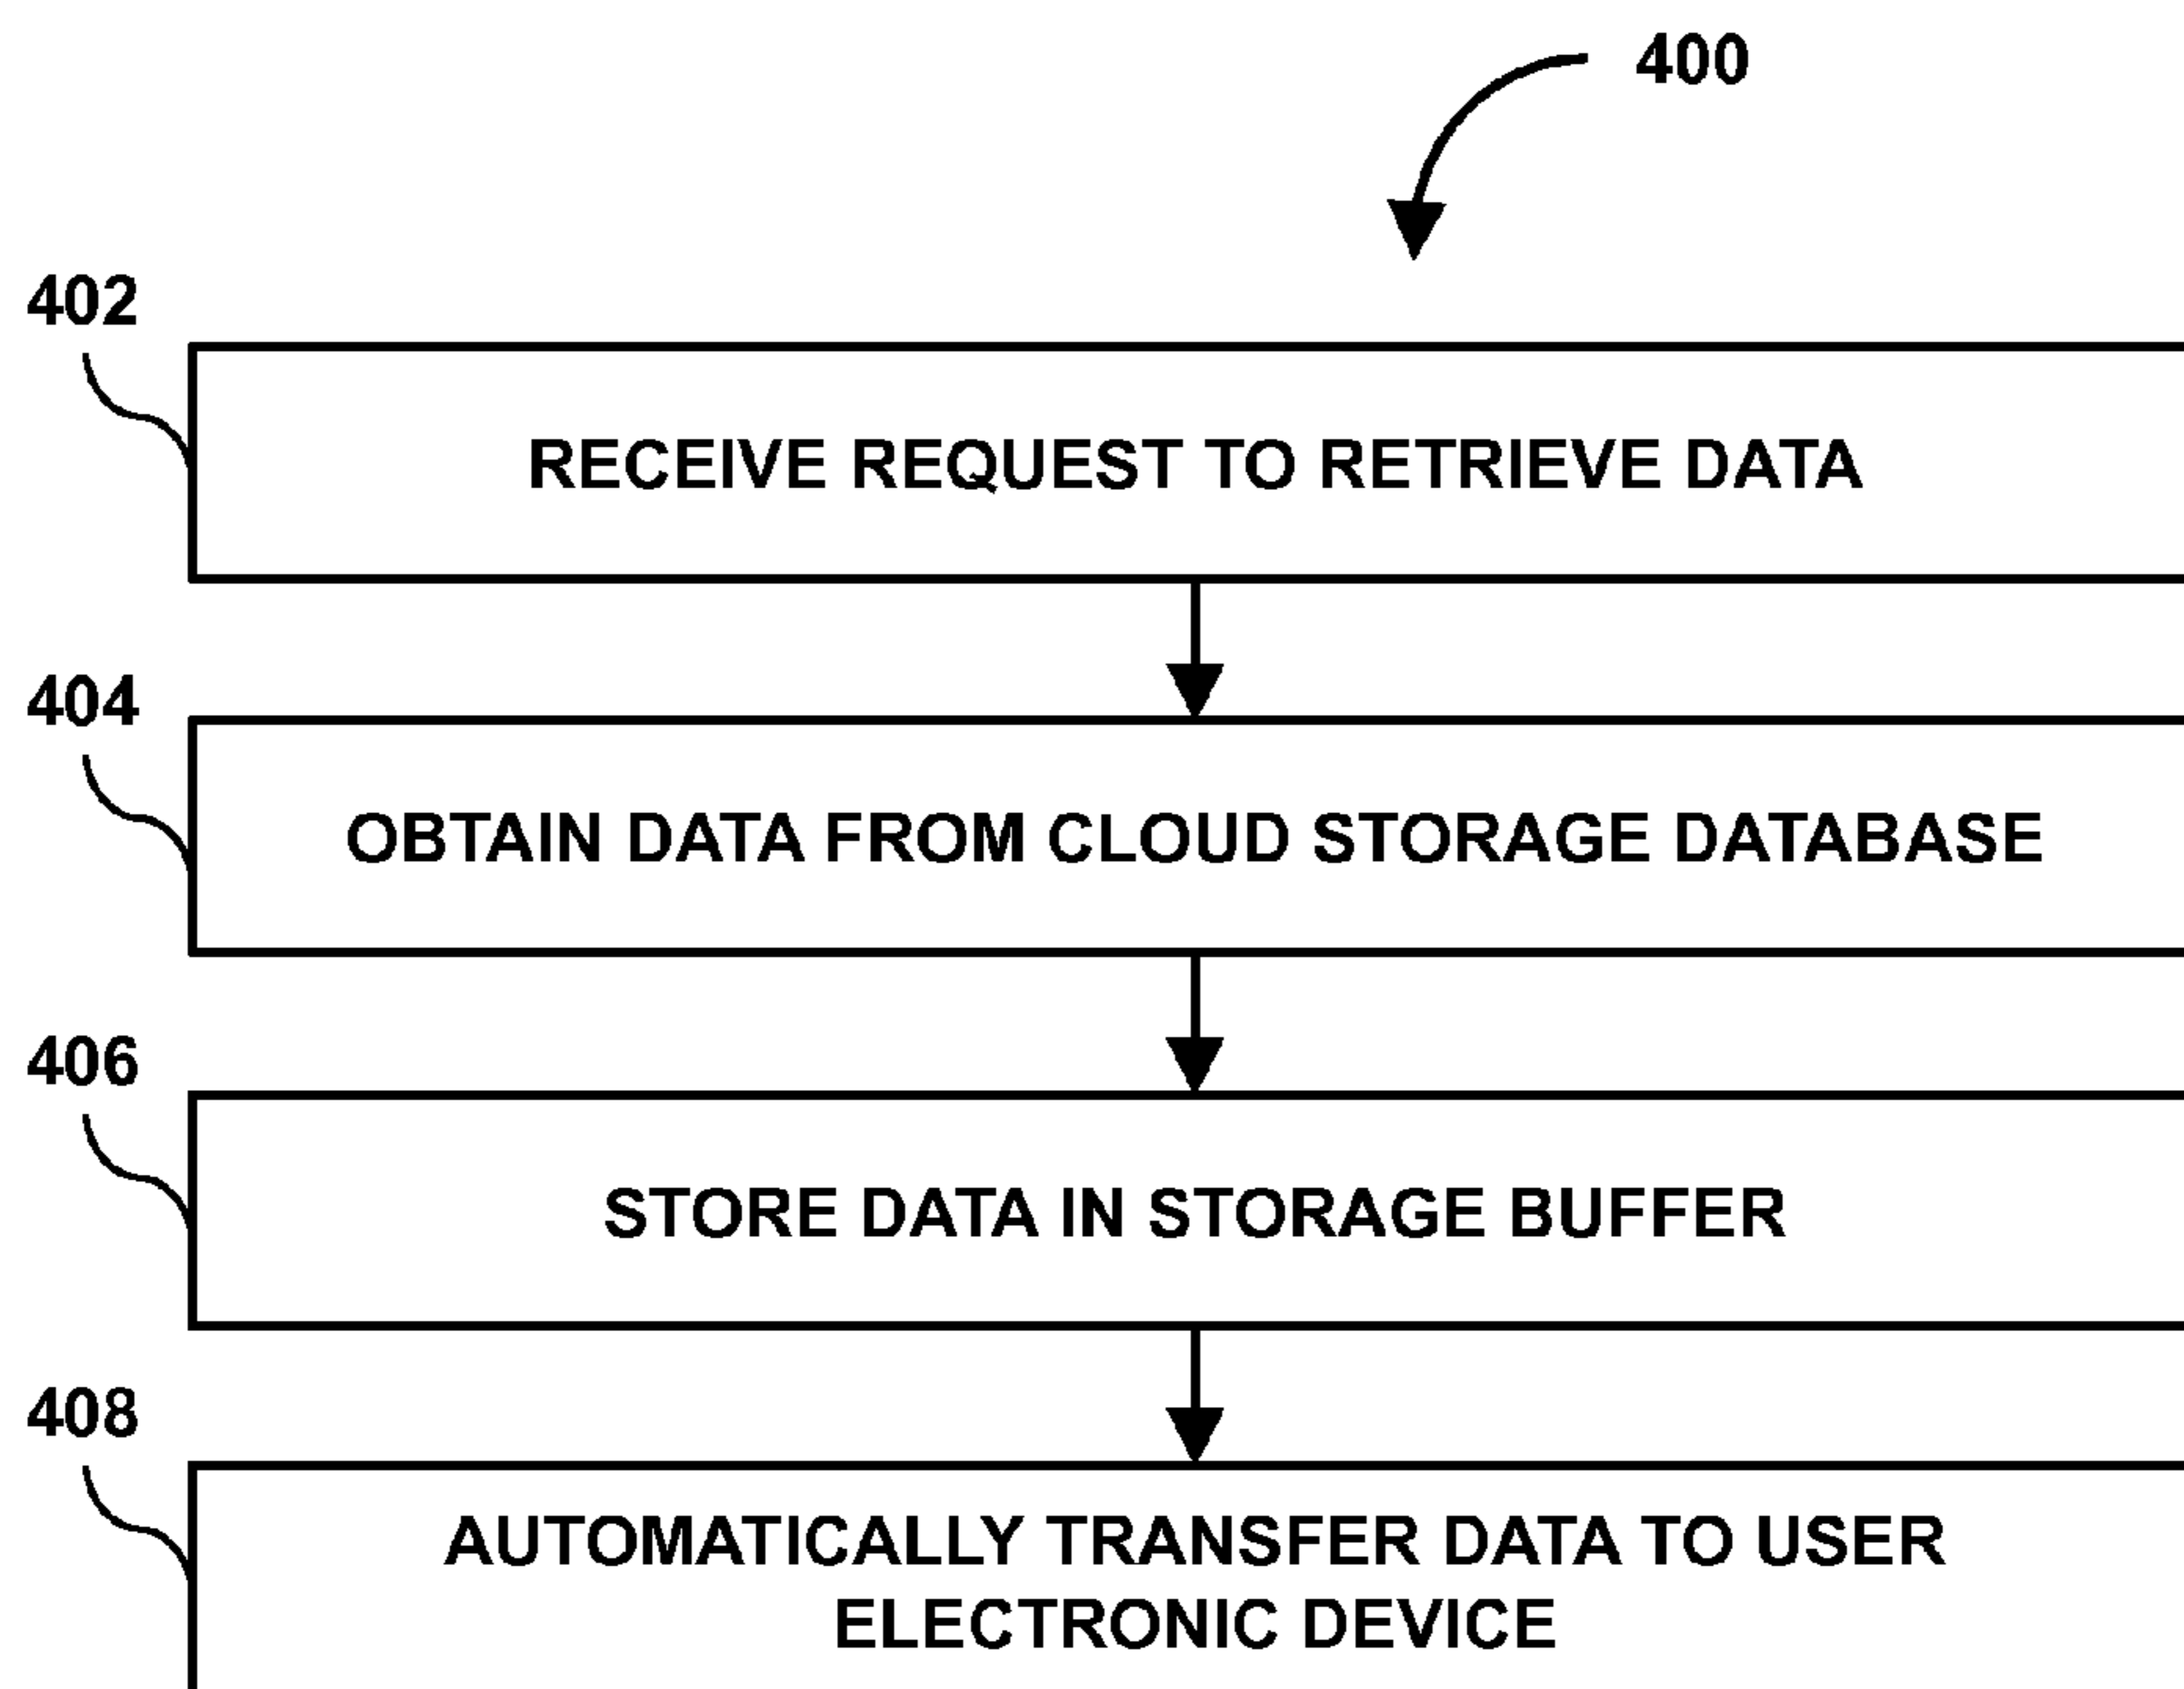 400
402
RECEIVE REQUEST TO RETRIEVE DATA
404
OBTAIN DATA FROM CLOUD STORAGE DATABASE
406
STORE DATA IN STORAGE BUFFER
408
AUTOMATICALLY TRANSFER DATA TO USER
ELECTRONIC DEVICE